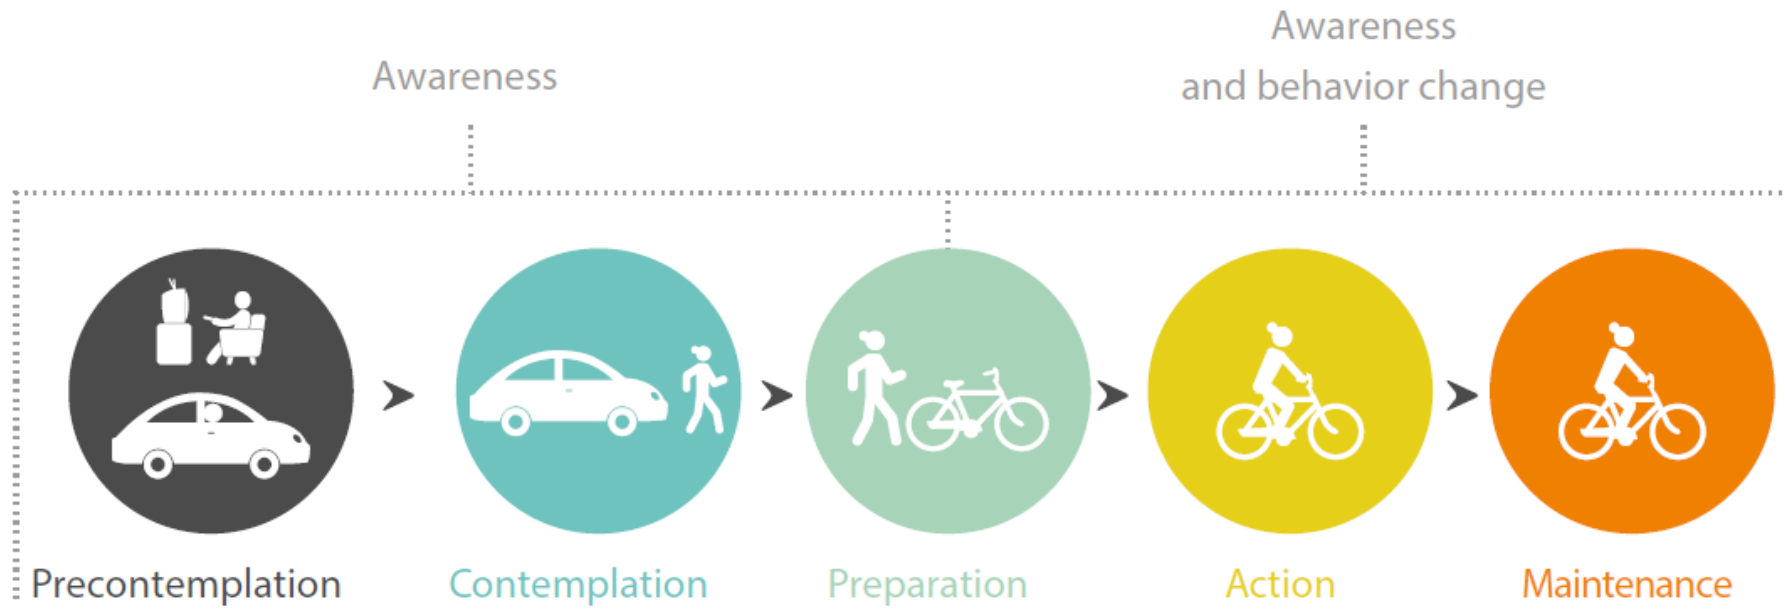 Awareness
Awareness
and behavior change
Precontemplation
Contemplation
Preparation
Action
Maintenance